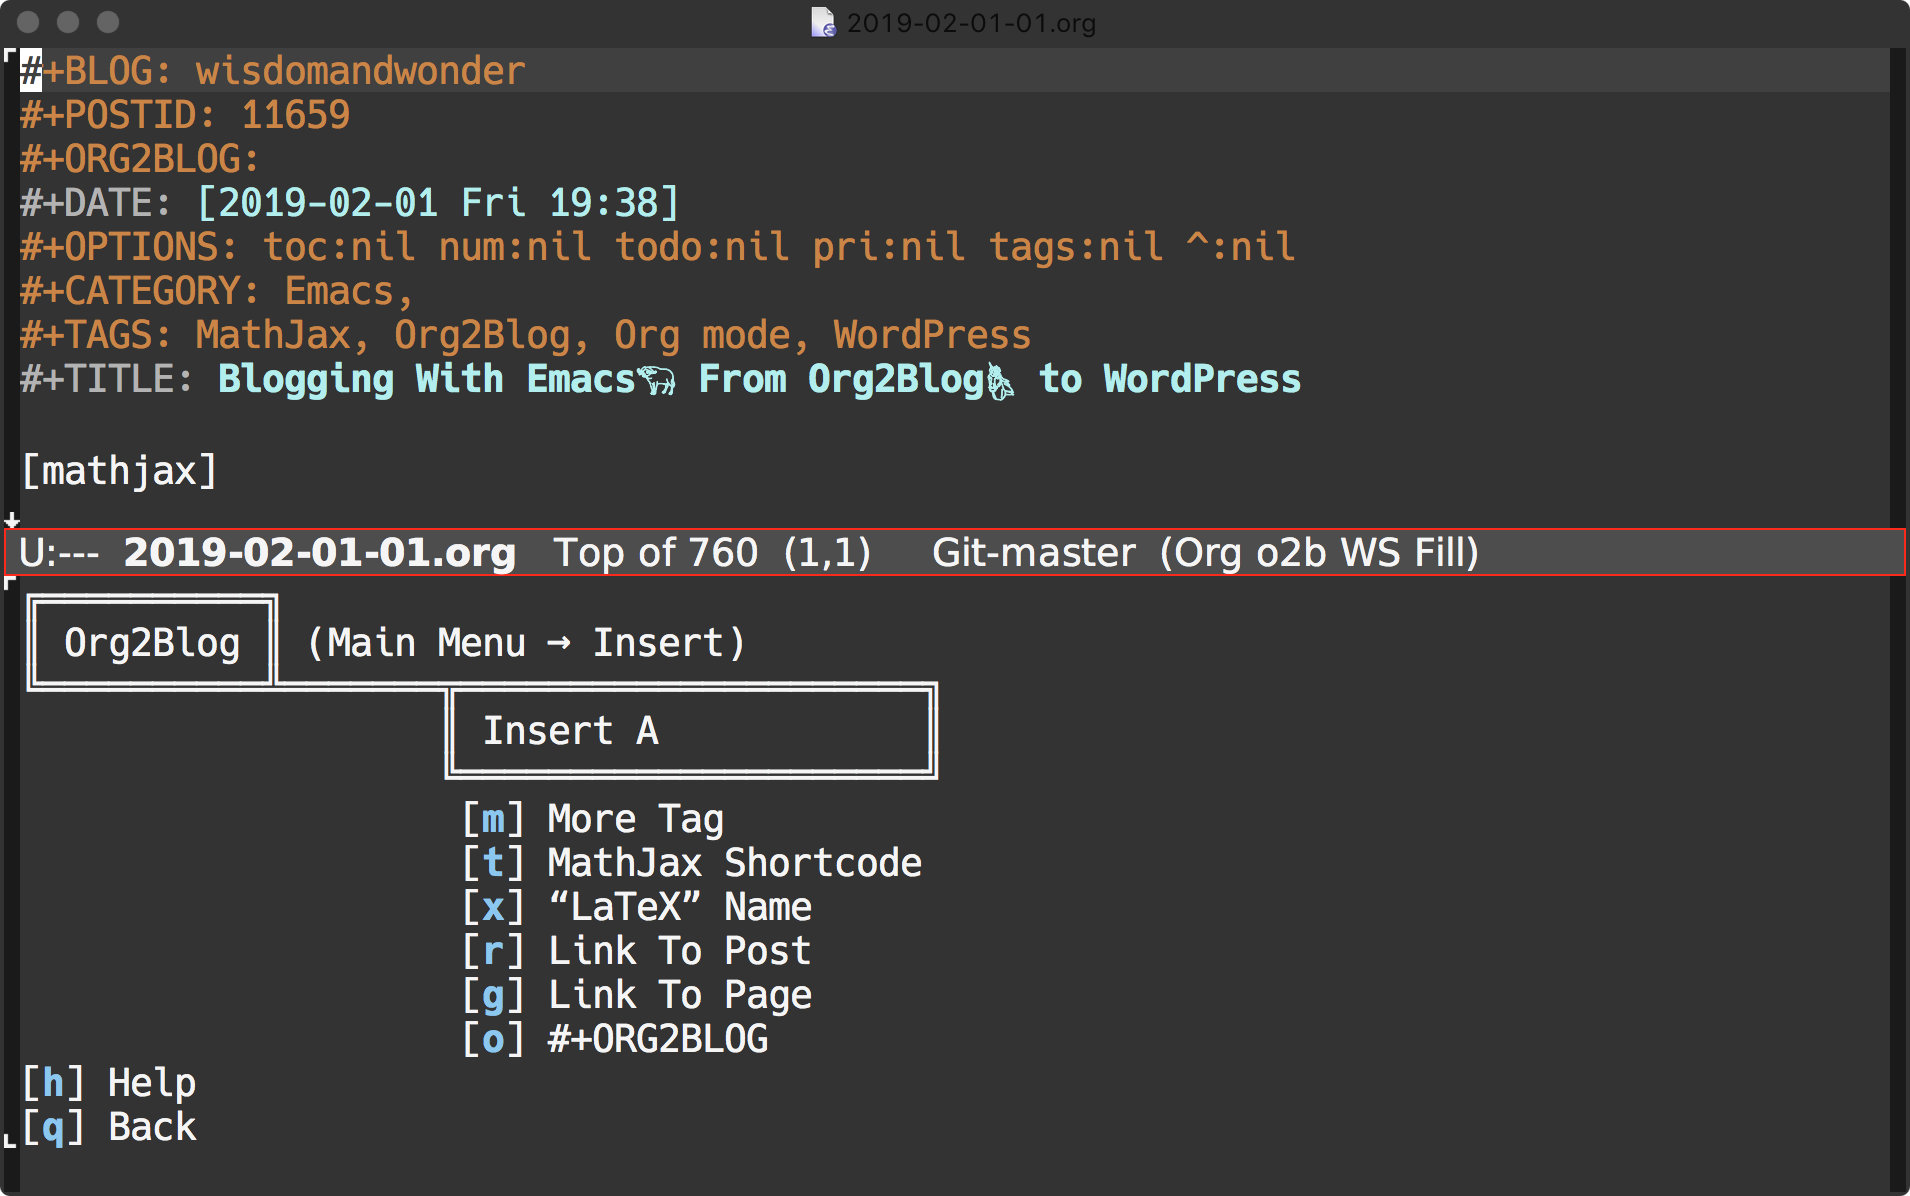 2019-02-01-01.org
#+BLOG: wisdomandwonder
#+POSTID: 11659
#+ORG2BLOG:
#+DATE: [2019-02-01 Fri 19:38]
#+OPTIONS: toc:nil num:nil todo:nil pri:nil tags:nil ^:nil
#+CATEGORY: Emacs,
#+TAGS: MathJax, Org2Blog, Org mode, WordPress
#+TITLE: Blogging With Emacs🐃 From Org2Blog🌯 to WordPress
[mathjax]
U:--- 2019-02-01-01.org Top of 760 (1,1) Git-master (Org o2b WS Fill)
Org2Blog (Main Menu → Insert)
Insert A
[m] More Tag
[t] MathJax Shortcode
[x] “LaTeX” Name
[r] Link To Post
[g] Link To Page
[o] #+ORG2BLOG
[h] Help
[q] Back